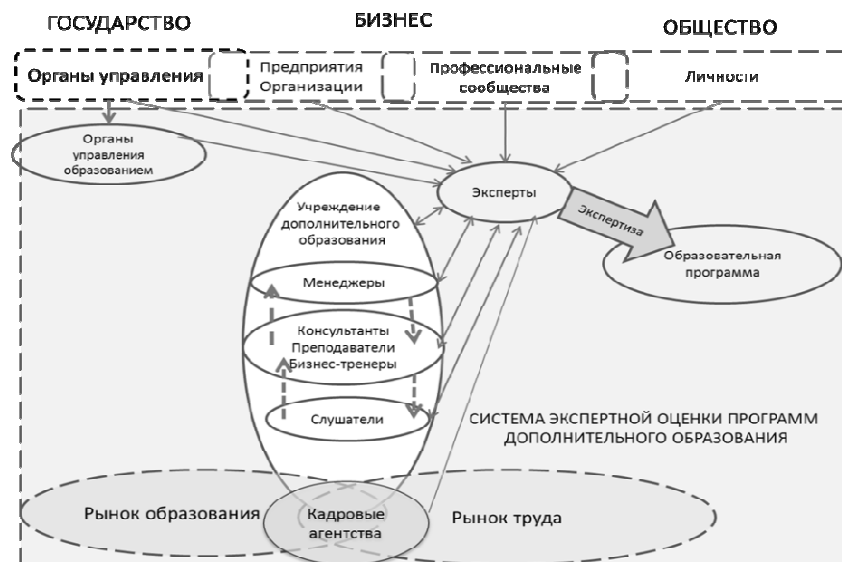 ГОСУДАРСТВО
БИЗНЕС
ОБЩЕСТВО
Органы управления
Предприятия
Организации
Профессиональные
сообщества
Личности
Органы
управления
образованием
Эксперты
Экспертиза
Образовательная
программа
Учреждение
дополнительного
образования
Менеджеры
Консультанты
Преподаватели
Бизнес-тренеры
Слушатели
СИСТЕМА ЭКСПЕРТНОЙ ОЦЕНКИ ПРОГРАММ
ДОПОЛНИТЕЛЬНОГО ОБРАЗОВАНИЯ
Рынок образования
Кадровые
агентства
Рынок труда